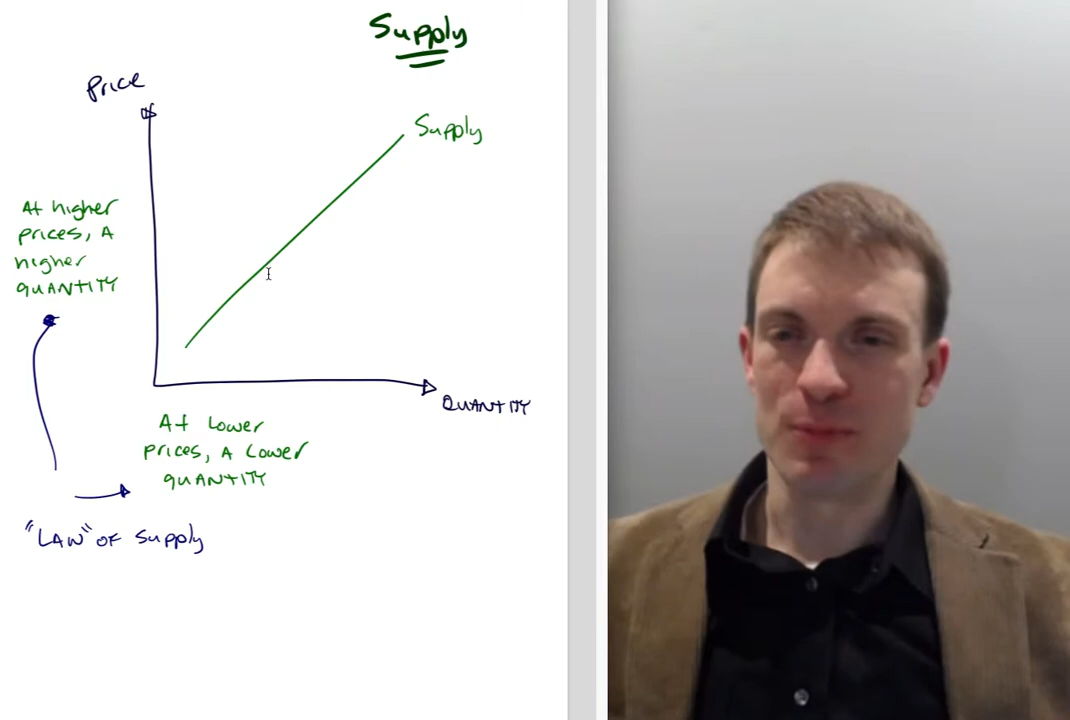 Supply
Price
Supply
At higher
prices, A
higher
QUANTITY
QUANTITY
At Lower
prices, A Lower
QUANTITY
"LAW" OF Supply